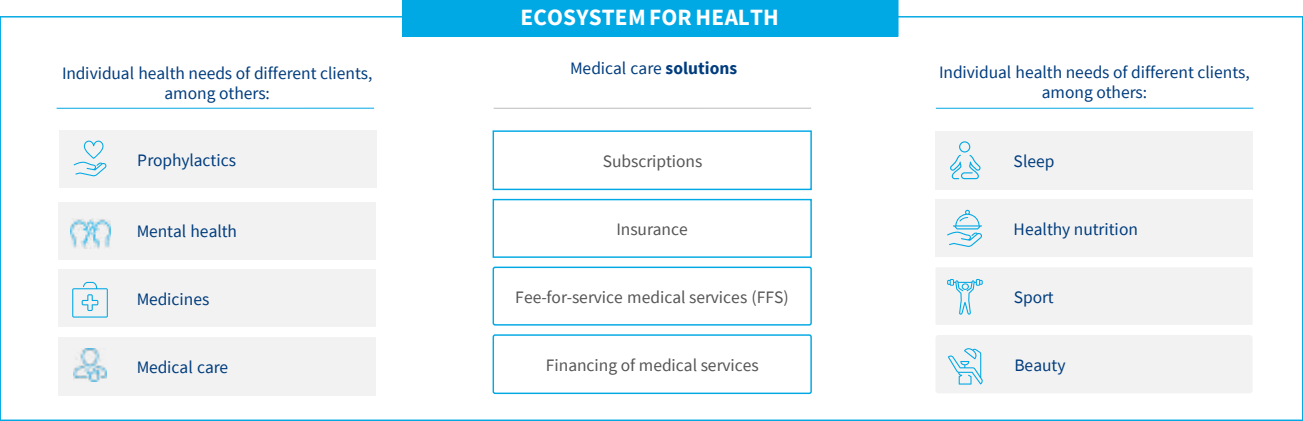 ECOSYSTEM FOR HEALTH
Individual health needs of different clients,
among others:
Prophylactics
Mental health
Medicines
Medical care
Medical care solutions
Subscriptions
Insurance
Fee-for-service medical services (FFS)
Financing of medical services
Individual health needs of different clients,
among others:
Sleep
Healthy nutrition
Sport
Beauty